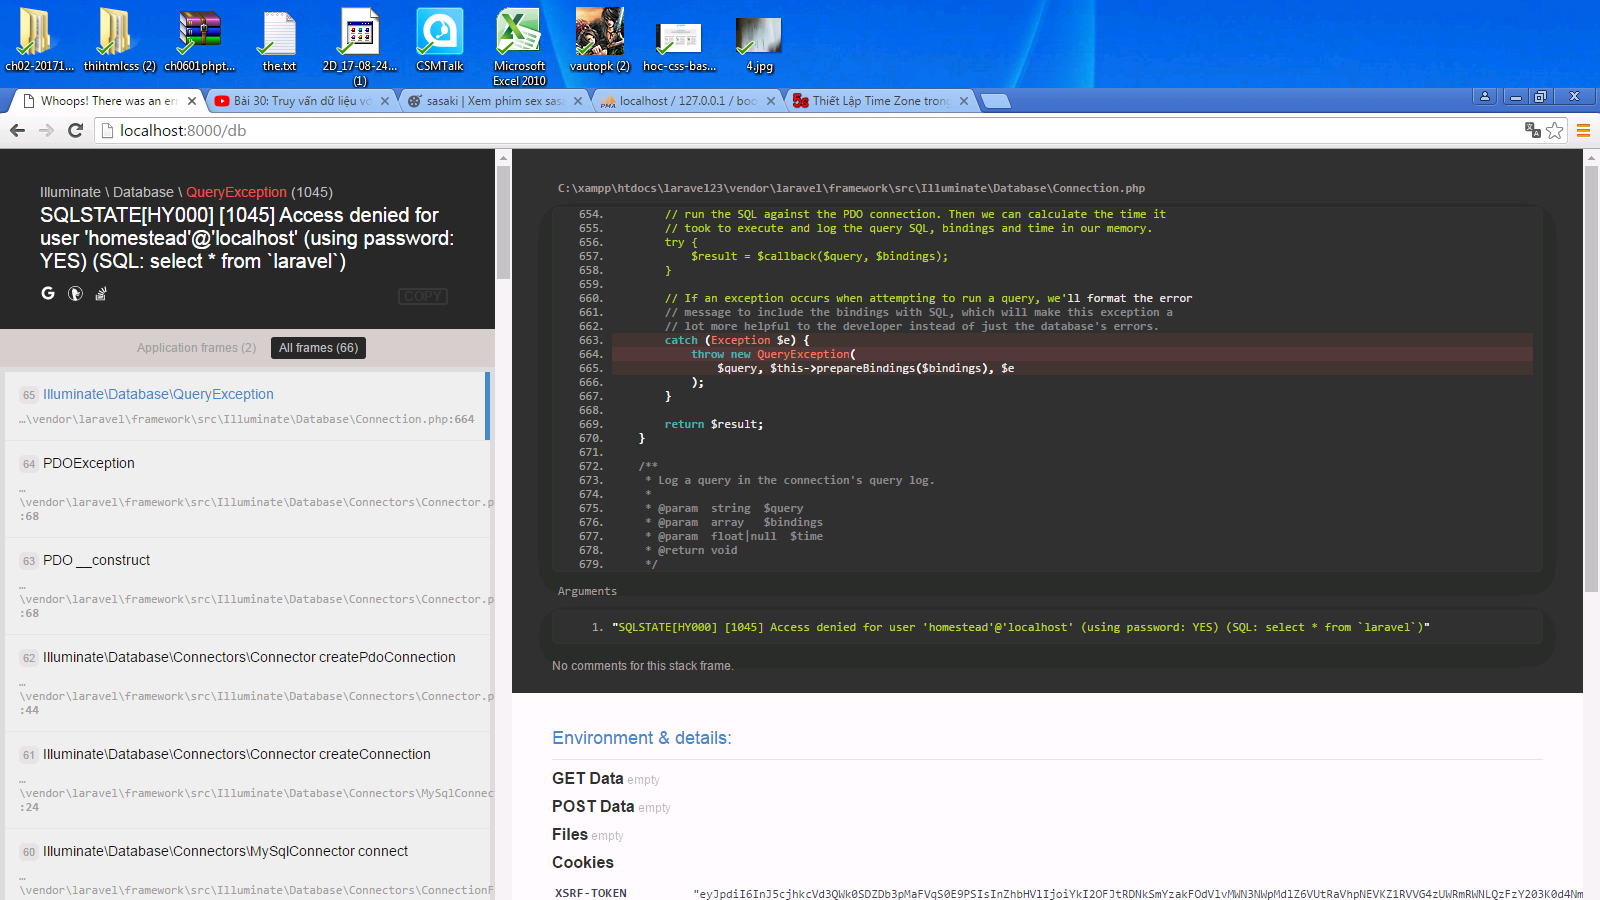 ch02-20171...
thihtmlcss (2)
ch0601phpt...
the.txt
2D_17-08-24...
(1)
CSMTalk
Microsoft
Excel 2010
vautopk (2)
hoc-css-bas...
4.jpg
Whoops! There was an err
Bài 30: Truy vấn dữ liệu vớ
sasaki | Xem phim sex sas
localhost / 127.0.0.1 / boo
Thiết Lập Time Zone trong
localhost:8000/db
Illuminate \ Database \ QueryException (1045)
SQLSTATE[HY000] [1045] Access denied for
user 'homestead'@'localhost' (using password:
YES) (SQL: select * from `laravel`)
COPY
Application frames (2)
All frames (66)
65 Illuminate\Database\QueryException
…\vendor\laravel\framework\src\Illuminate\Database\Connection.php:664
64 PDOException
…
\vendor\laravel\framework\src\Illuminate\Database\Connectors\Connector.p
:68
63 PDO __construct
…
\vendor\laravel\framework\src\Illuminate\Database\Connectors\Connector.p
:68
62 Illuminate\Database\Connectors\Connector createPdoConnection
…
\vendor\laravel\framework\src\Illuminate\Database\Connectors\Connector.p
:44
61 Illuminate\Database\Connectors\Connector createConnection
…
\vendor\laravel\framework\src\Illuminate\Database\Connectors\MySqlConnec
:24
60 Illuminate\Database\Connectors\MySqlConnector connect
…
\vendor\laravel\framework\src\Illuminate\Database\Connectors\ConnectionF
C:\xampp\htdocs\laravel23\vendor\laravel\framework\src\Illuminate\Database\Connection.php
654. // run the SQL against the PDO connection. Then we can calculate the time it
655. // took to execute and log the query SQL, bindings and time in our memory.
656. try {
657. $result = $callback($query, $bindings);
658. }
659.
660. // If an exception occurs when attempting to run a query, we'll format the error
661. // message to include the bindings with SQL, which will make this exception a
662. // lot more helpful to the developer instead of just the database's errors.
663. catch (Exception $e) {
664. throw new QueryException(
665. $query, $this->prepareBindings($bindings), $e
666. );
667. }
668.
669. return $result;
670. }
671.
672. /**
673. * Log a query in the connection's query log.
674. *
675. * @param string $query
676. * @param array $bindings
677. * @param float|null $time
678. * @return void
679. */
Arguments
1. "SQLSTATE[HY000] [1045] Access denied for user 'homestead'@'localhost' (using password: YES) (SQL: select * from `laravel`)"
No comments for this stack frame.
Environment & details:
GET Data empty
POST Data empty
Files empty
Cookies
XSRF-TOKEN